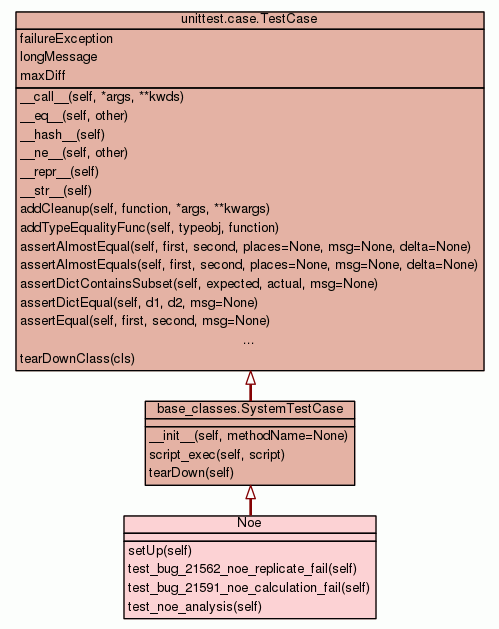 unittest.case.TestCase
failureException
longMessage
maxDiff
__call__(self, *args, **kwds)
__eq__(self, other)
__hash__(self)
__ne__(self, other)
__repr__(self)
__str__(self)
addCleanup(self, function, *args, **kwargs)
addTypeEqualityFunc(self, typeobj, function)
assertAlmostEqual(self, first, second, places=None, msg=None, delta=None)
assertAlmostEquals(self, first, second, places=None, msg=None, delta=None)
assertDictContainsSubset(self, expected, actual, msg=None)
assertDictEqual(self, d1, d2, msg=None)
assertEqual(self, first, second, msg=None)
...
tearDownClass(cls)
base_classes.SystemTestCase
__init__(self, methodName=None)
script_exec(self, script)
tearDown(self)
Noe
setUp(self)
test_bug_21562_noe_replicate_fail(self)
test_bug_21591_noe_calculation_fail(self)
test_noe_analysis(self)